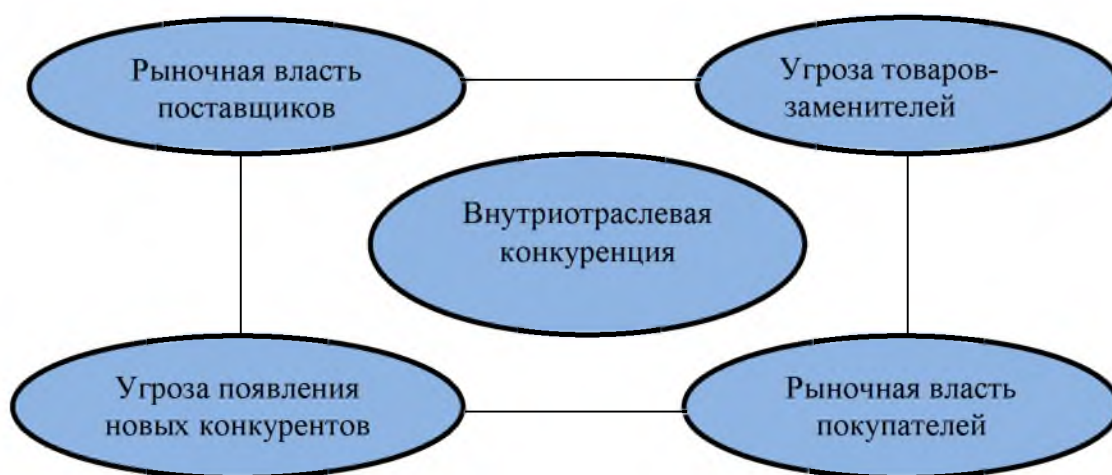 Рыночная власть
поставщиков
Угроза товаров-
заменителей
Внутриотраслевая
конкуренция
Угроза появления
новых конкурентов
Рыночная власть
покупателей